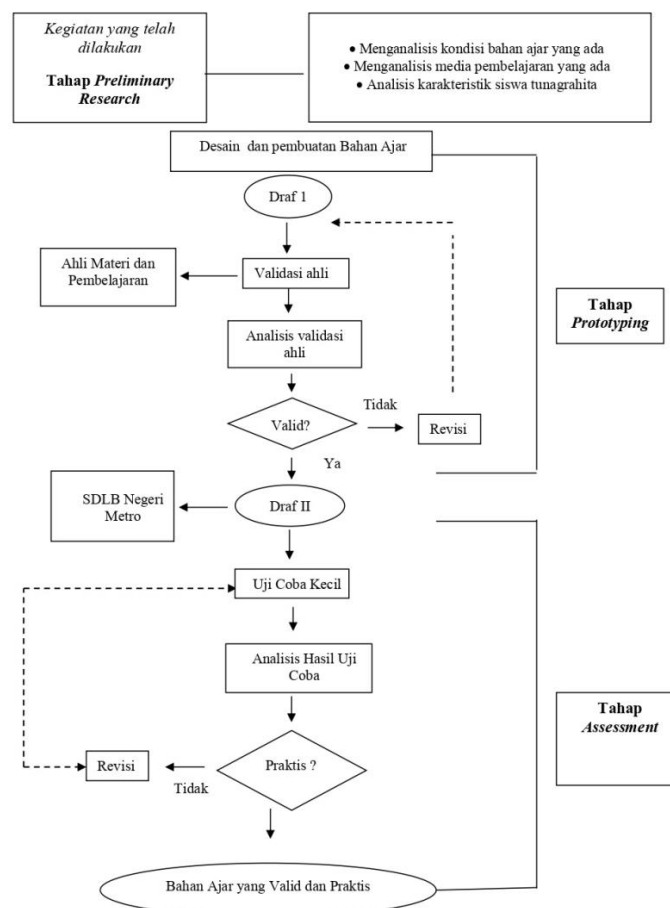 Kegiatan yang telah
dilakukan
Tahap Preliminary
Research
• Menganalisis kondisi bahan ajar yang ada
• Menganalisis media pembelajaran yang ada
• Analisis karakteristik siswa tunagrahita
Desain dan pembuatan Bahan Ajar
Draf 1
Ahli Materi dan
Pembelajaran
Validasi ahli
Analisis validasi
ahli
Tahap
Prototyping
Valid?
Tidak
Revisi
Ya
SDLB Negeri
Metro
Draf II
Uji Coba Kecil
Analisis Hasil Uji
Coba
Tahap
Assessment
Praktis ?
Tidak
Revisi
Bahan Ajar yang Valid dan Praktis